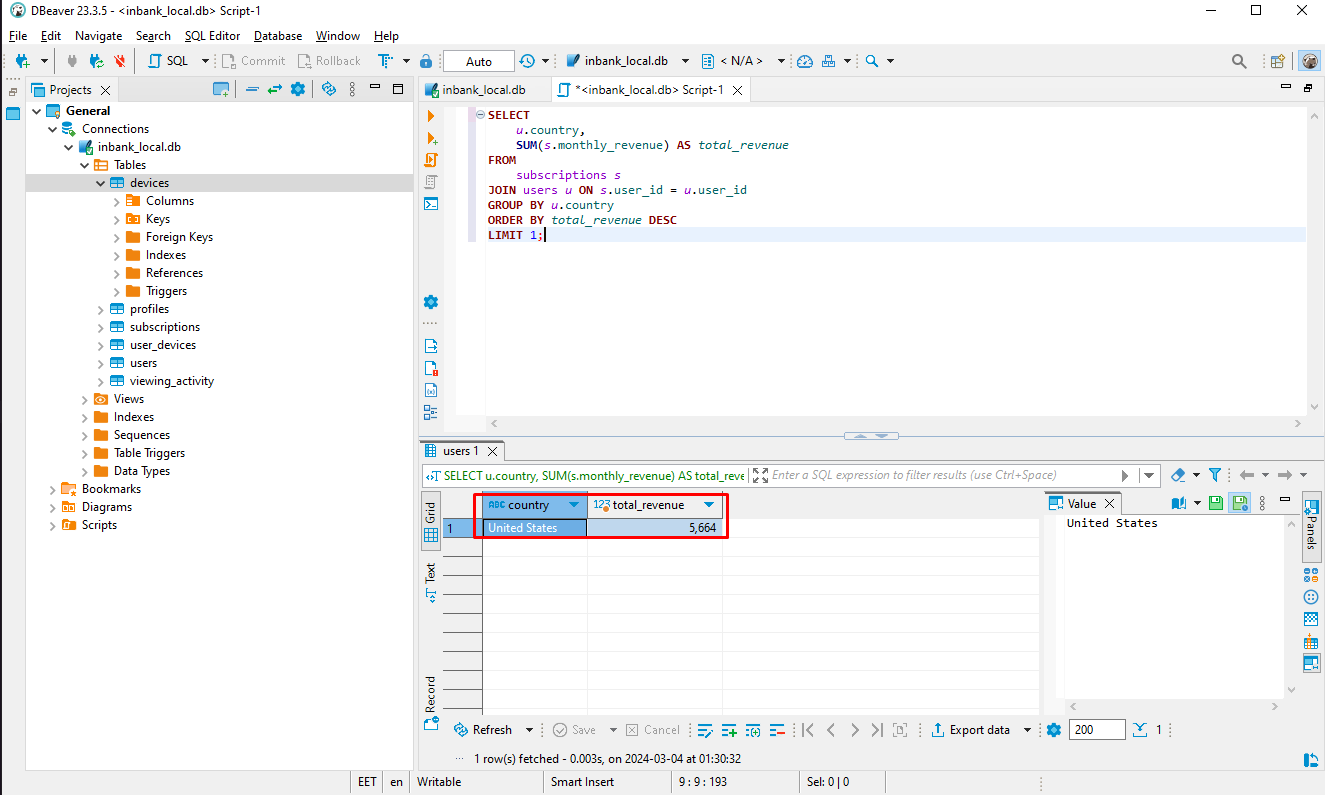 DBeaver 23.3.5 - <inbank_local.db> Script-1
File Edit Navigate Search SQL Editor Database Window Help
SQL Commit Rollback Auto inbank_local.db < N/A >
Projects
General
Connections
inbank_local.db
Tables
devices
Columns
Keys
Foreign Keys
Indexes
References
Triggers
profiles
subscriptions
user_devices
users
viewing_activity
Views
Indexes
Sequences
Table Triggers
Data Types
Bookmarks
Diagrams
Scripts
inbank_local.db *<inbank_local.db> Script-1
SELECT
u.country,
SUM(s.monthly_revenue) AS total_revenue
FROM
subscriptions s
JOIN users u ON s.user_id = u.user_id
GROUP BY u.country
ORDER BY total_revenue DESC
LIMIT 1;
users 1
SELECT u.country, SUM(s.monthly_revenue) AS total_reve Enter a SQL expression to filter results (use Ctrl+Space)
Grid
Text
Record
ABC country 123 total_revenue
1 United States 5,664
Value
United States
Panels
Refresh Save Cancel Export data 200 1
1 row(s) fetched - 0.003s, on 2024-03-04 at 01:30:32
EET en Writable Smart Insert 9 : 9 : 193 Sel: 0 | 0